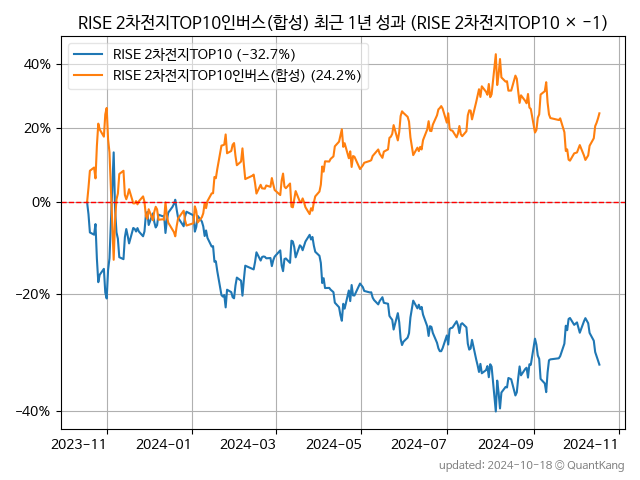 RISE 2차전지TOP10인버스(합성) 최근 1년 성과 (RISE 2차전지TOP10 × −1)
RISE 2차전지TOP10 (−32.7%)
RISE 2차전지TOP10인버스(합성) (24.2%)
40%
20%
0%
−20%
−40%
2023-11 2024-01 2024-03 2024-05 2024-07 2024-09 2024-11
updated: 2024-10-18 © QuantKang